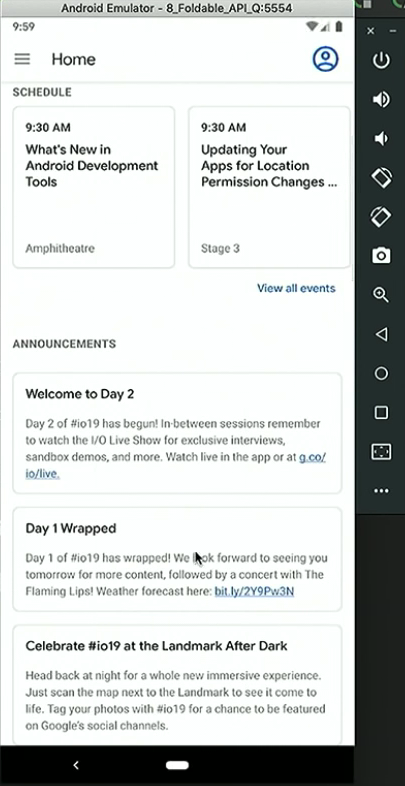 Android Emulator - 8_Foldable_API_Q:5554
9:59
Home
SCHEDULE
9:30 AM
What's New in
Android Development
Tools
Amphitheatre
9:30 AM
Updating Your
Apps for Location
Permission Changes ...
Stage 3
View all events
ANNOUNCEMENTS
Welcome to Day 2
Day 2 of #io19 has begun! In-between sessions remember
to watch the I/O Live Show for exclusive interviews,
sandbox demos, and more. Watch live in the app or at g.co/
io/live.
Day 1 Wrapped
Day 1 of #io19 has wrapped! We look forward to seeing you
tomorrow for more content, followed by a concert with The
Flaming Lips! Weather forecast here: bit.ly/2Y9Pw3N
Celebrate #io19 at the Landmark After Dark
Head back at night for a whole new immersive experience.
Just scan the map next to the Landmark to see it come to
life. Tag your photos with #io19 for a chance to be featured
on Google's social channels.